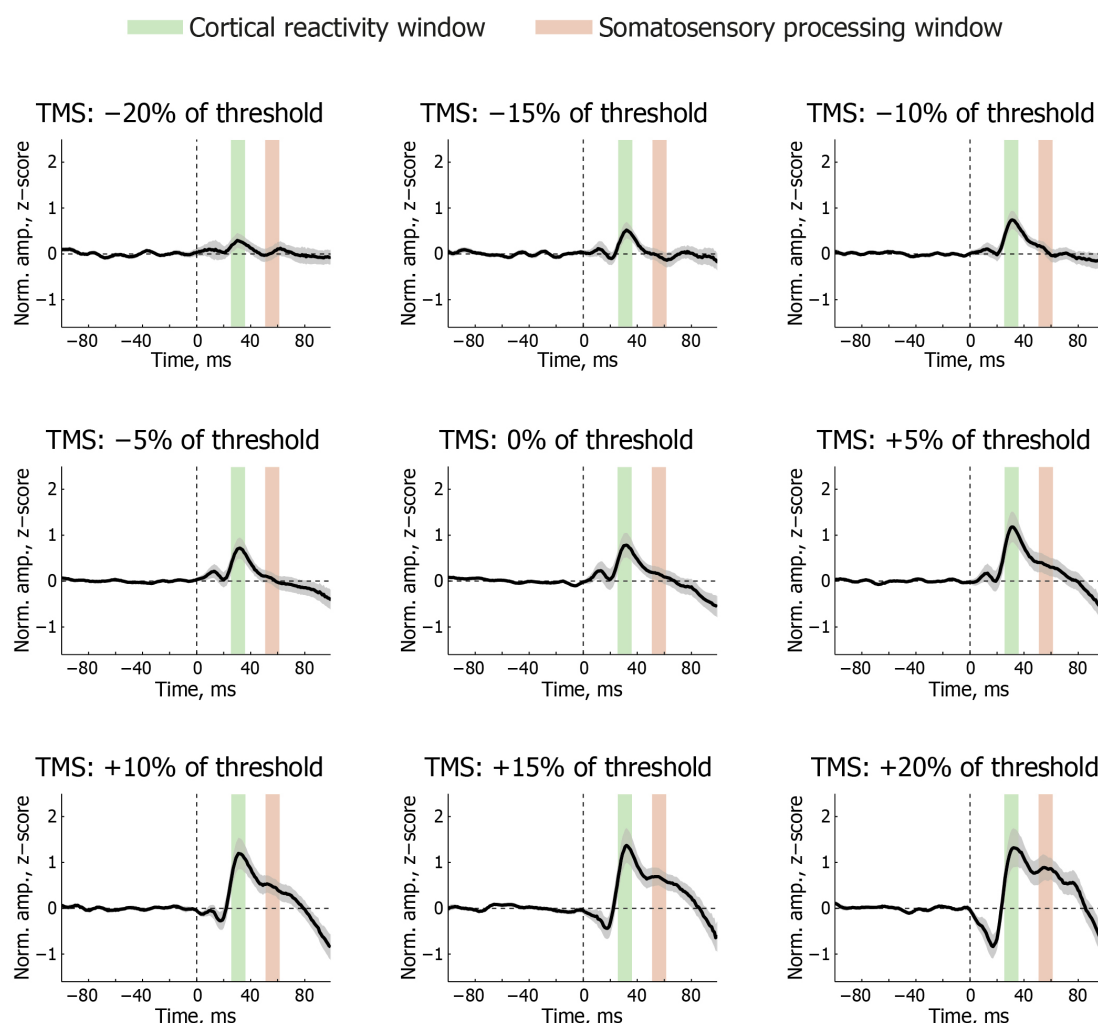 Cortical reactivity window Somatosensory processing window
TMS: −20% of threshold TMS: −15% of threshold TMS: −10% of threshold
Norm. amp., z−score Norm. amp., z−score Norm. amp., z−score
2 2 2
1 1 1
0 0 0
−1 −1 −1
−80 −40 0 40 80 −80 −40 0 40 80 −80 −40 0 40 80
Time, ms Time, ms Time, ms
TMS: −5% of threshold TMS: 0% of threshold TMS: +5% of threshold
Norm. amp., z−score Norm. amp., z−score Norm. amp., z−score
2 2 2
1 1 1
0 0 0
−1 −1 −1
−80 −40 0 40 80 −80 −40 0 40 80 −80 −40 0 40 80
Time, ms Time, ms Time, ms
TMS: +10% of threshold TMS: +15% of threshold TMS: +20% of threshold
Norm. amp., z−score Norm. amp., z−score Norm. amp., z−score
2 2 2
1 1 1
0 0 0
−1 −1 −1
−80 −40 0 40 80 −80 −40 0 40 80 −80 −40 0 40 80
Time, ms Time, ms Time, ms